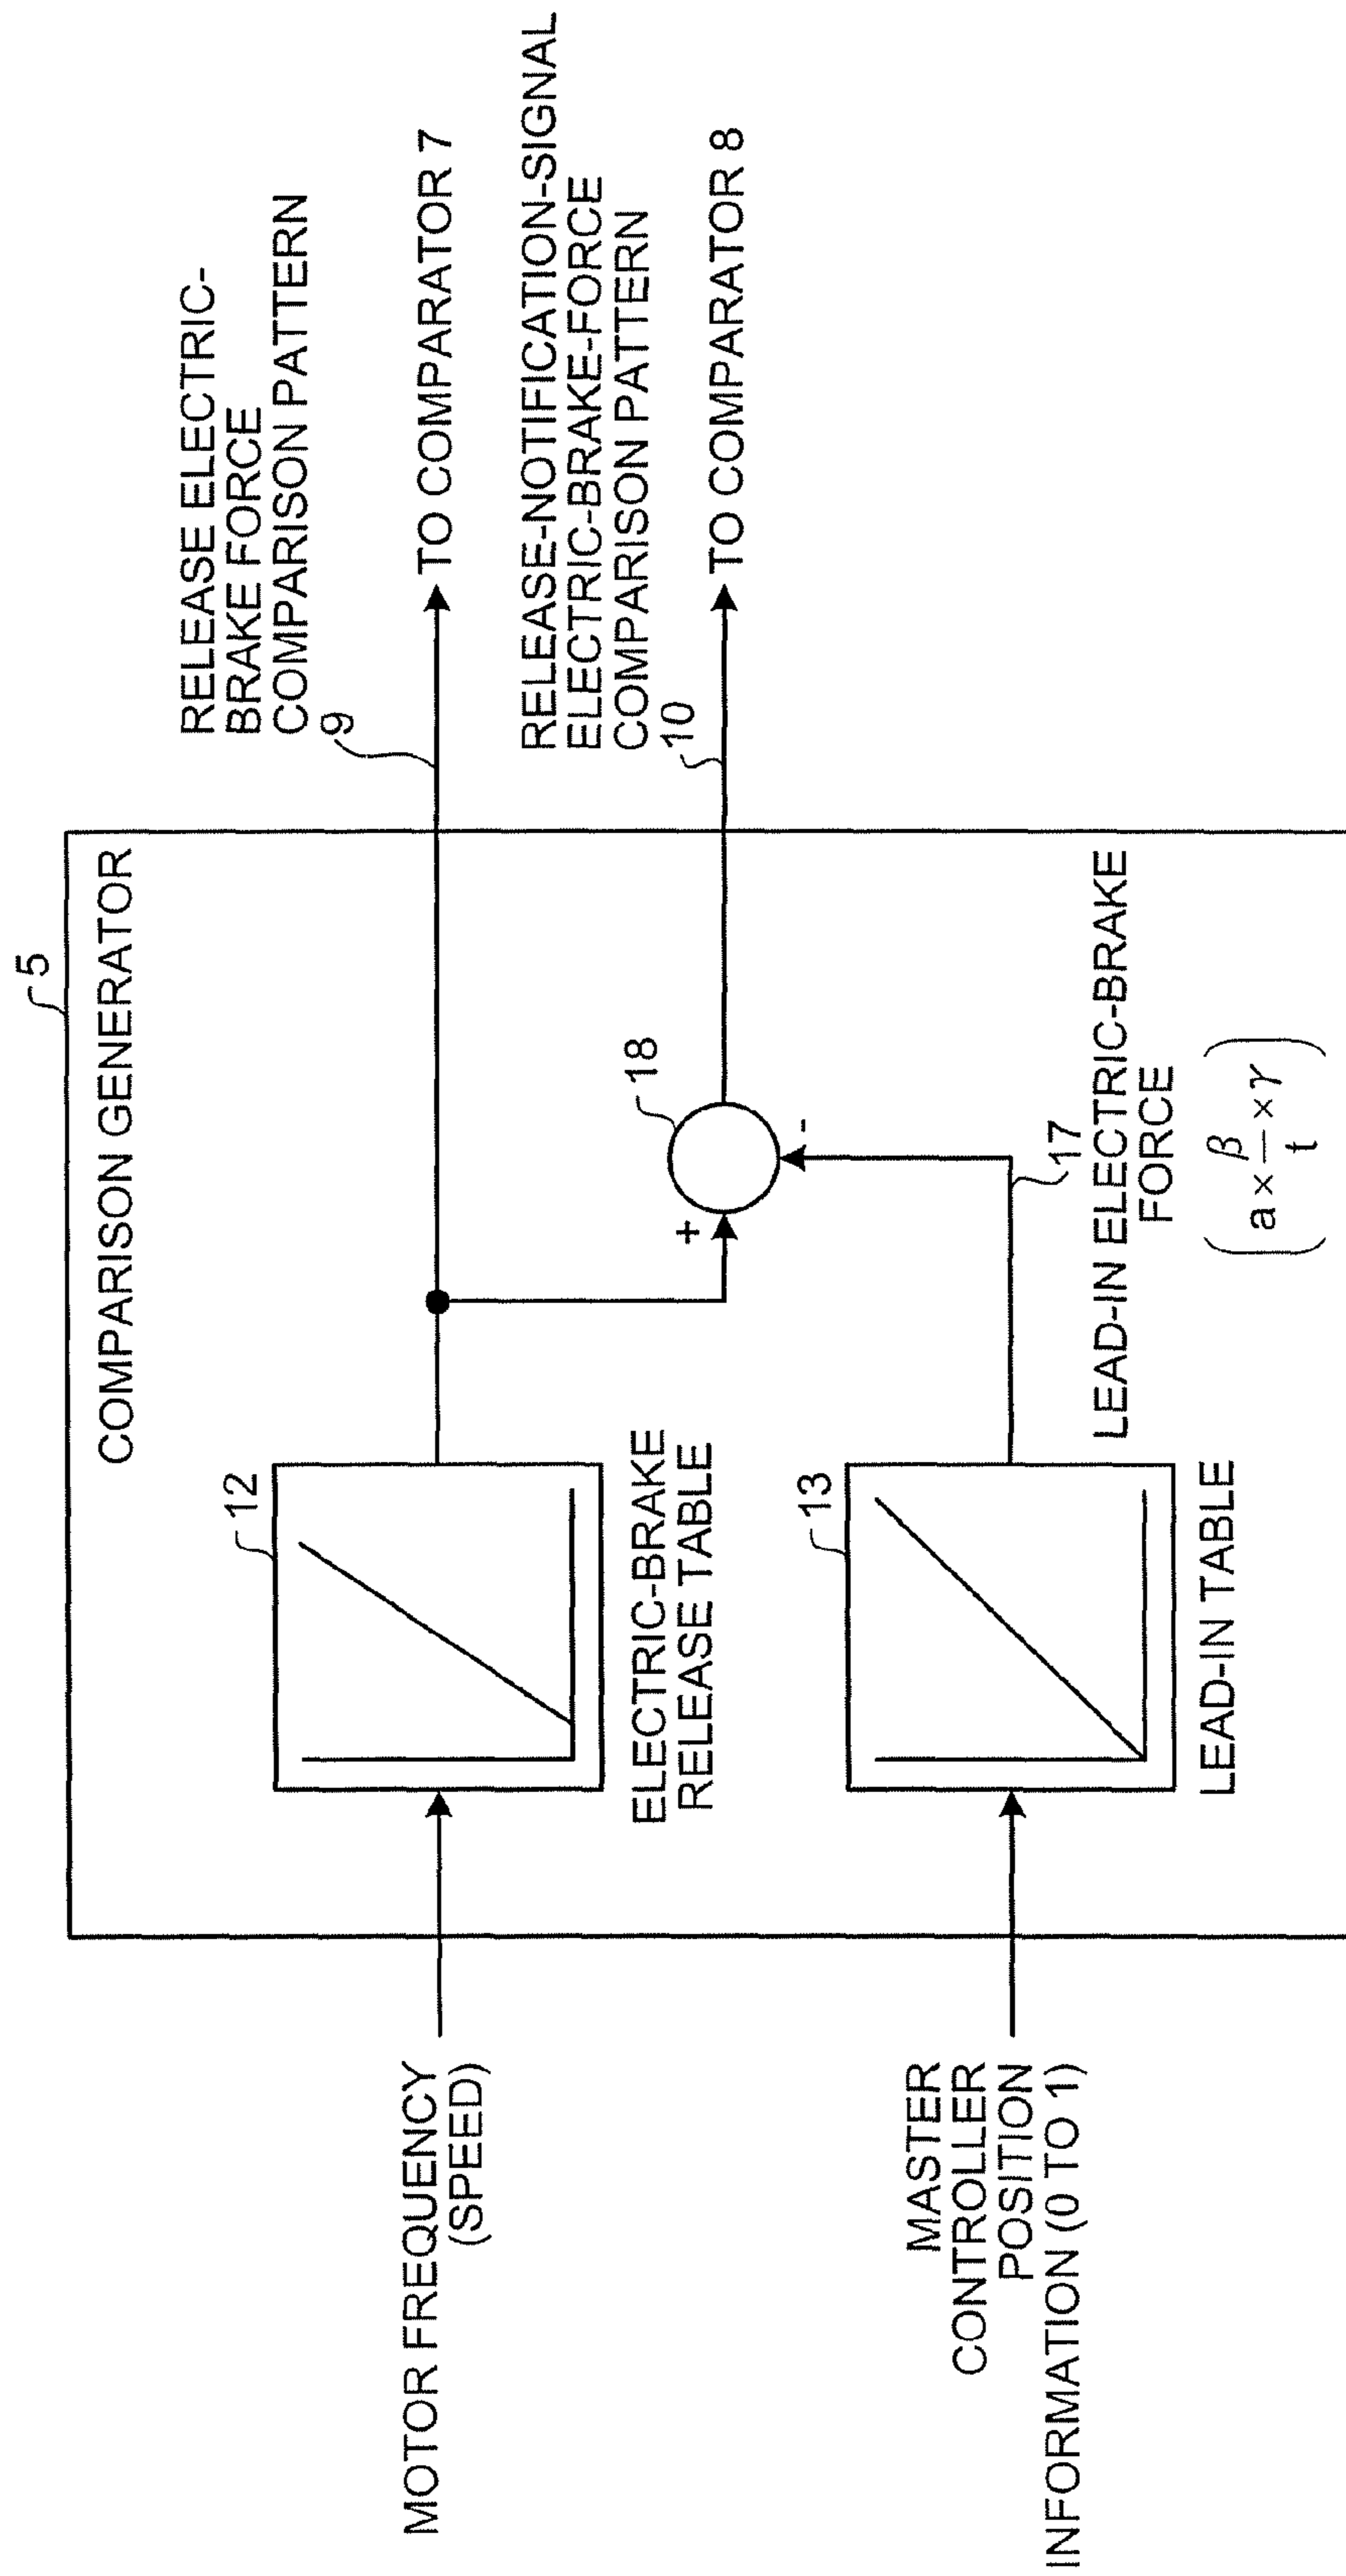 5
COMPARISON GENERATOR
MOTOR FREQUENCY
(SPEED)
12
ELECTRIC-BRAKE
RELEASE TABLE
RELEASE ELECTRIC-
BRAKE FORCE
COMPARISON PATTERN
9
TO COMPARATOR 7
18
+
-
RELEASE-NOTIFICATION-SIGNAL
ELECTRIC-BRAKE-FORCE
COMPARISON PATTERN
10
TO COMPARATOR 8
MASTER
CONTROLLER
POSITION
INFORMATION (0 TO 1)
13
LEAD-IN TABLE
17
LEAD-IN ELECTRIC-BRAKE
FORCE
(a × β/t × γ)